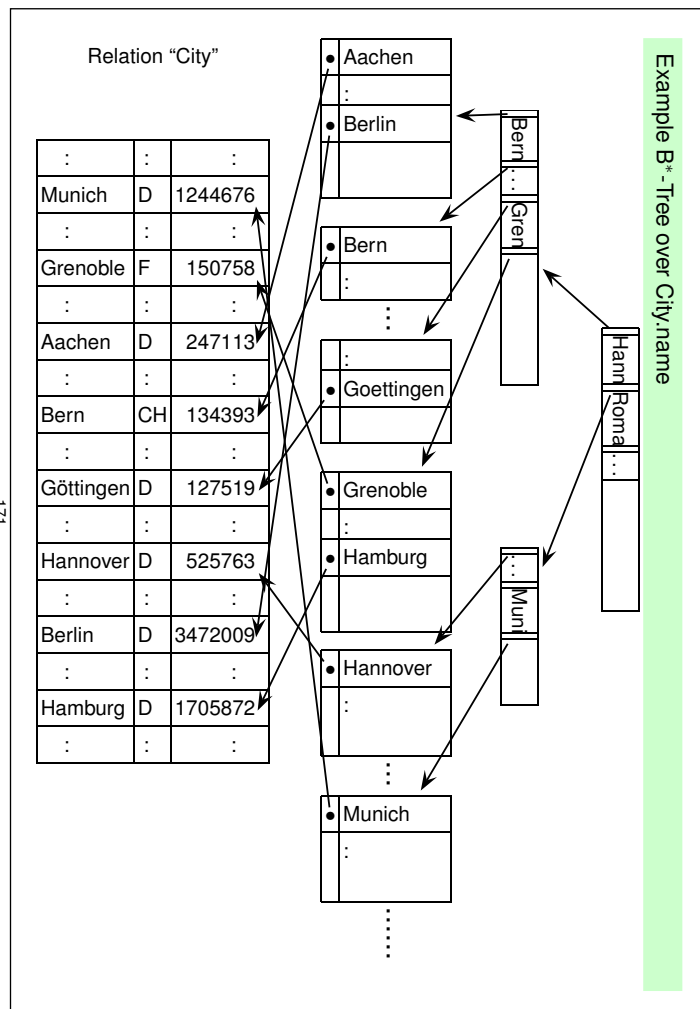 Example B*-Tree over City.name
Relation “City”
: : :
Munich D 1244676
: : :
Grenoble F 150758
: : :
Aachen D 247113
: : :
Bern CH 134393
: : :
Göttingen D 127519
: : :
Hannover D 525763
: : :
Berlin D 3472009
: : :
Hamburg D 1705872
: : :
• Aachen
:
• Berlin
• Bern
:
⋮
:
• Goettingen
• Grenoble
:
• Hamburg
• Hannover
:
⋮
• Munich
:
⋮
Bern ... Gren
... Muni
Hann Roma ...
171